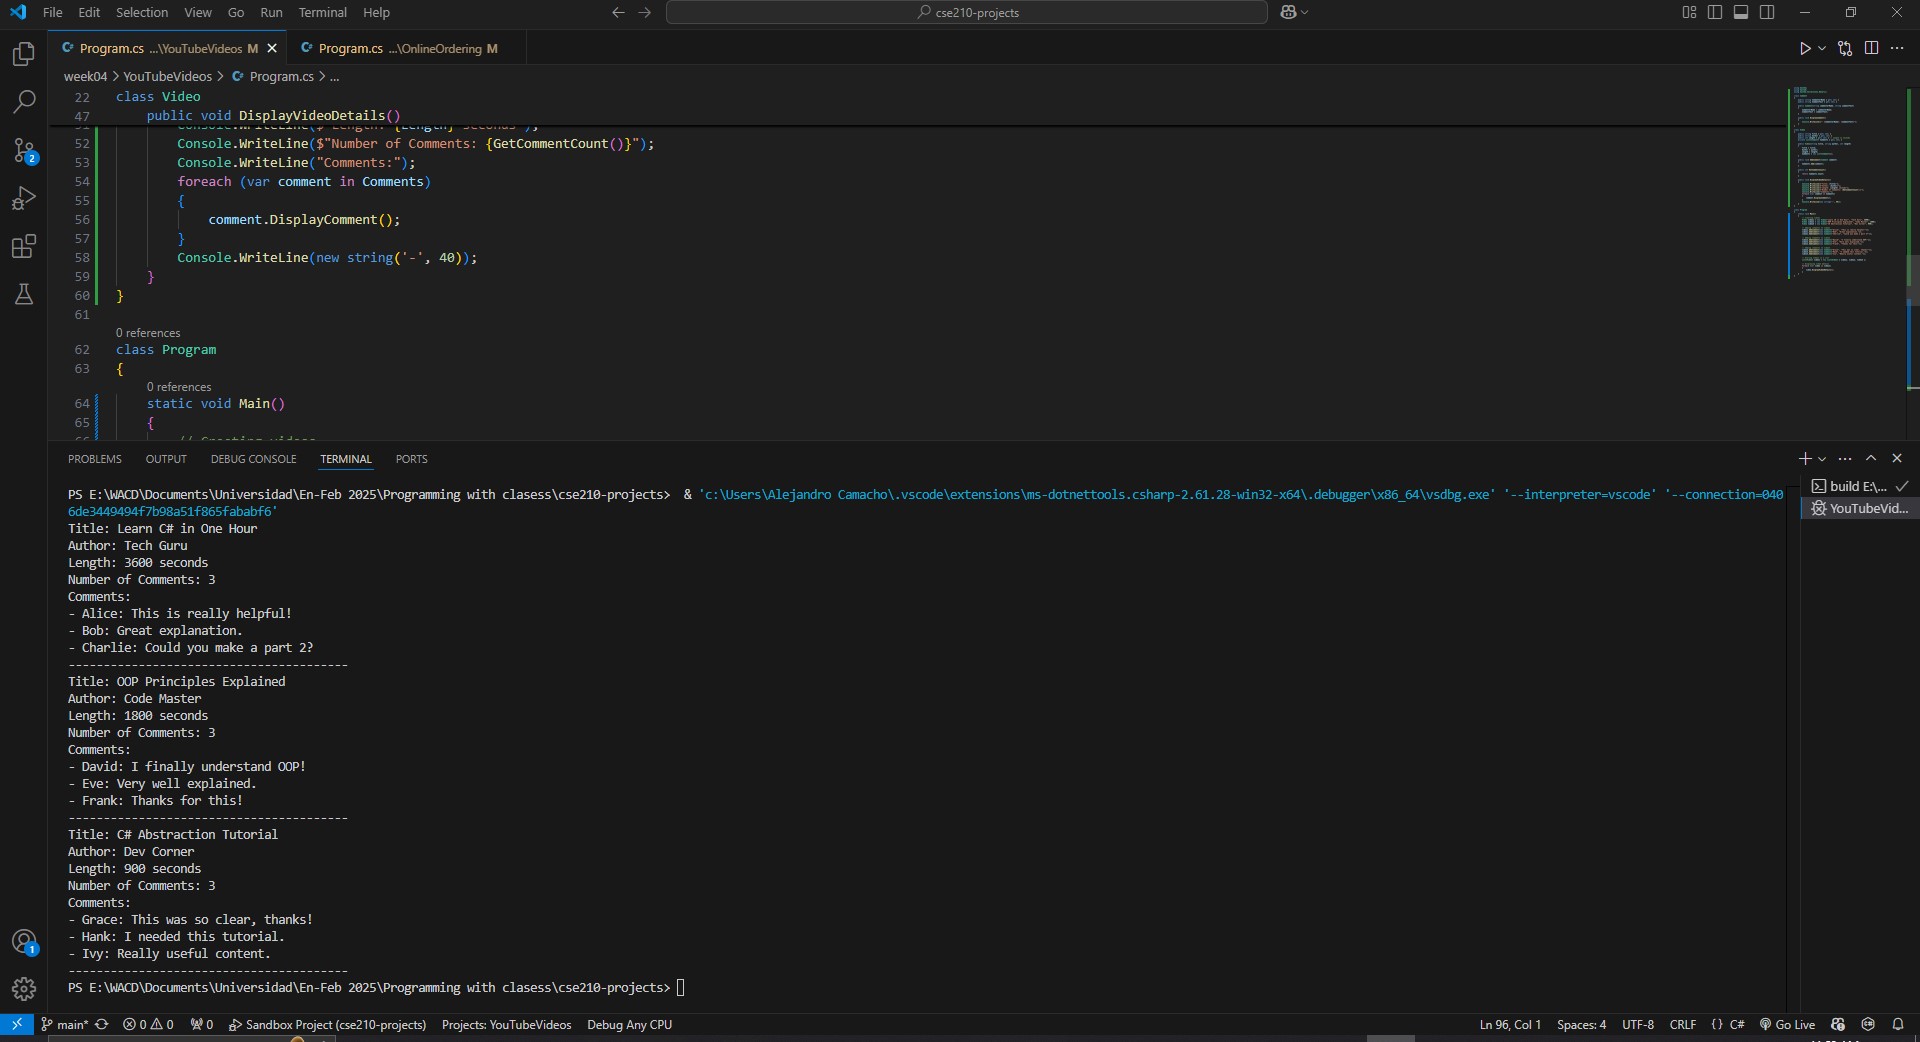 File Edit Selection View Go Run Terminal Help
cse210-projects
Program.cs ...\YouTubeVideos M
Program.cs ...\OnlineOrdering M
week04 > YouTubeVideos > Program.cs > ...
22 class Video
47 public void DisplayVideoDetails()
51 Console.WriteLine($"Length: {Length} seconds");
52 Console.WriteLine($"Number of Comments: {GetCommentCount()}");
53 Console.WriteLine("Comments:");
54 foreach (var comment in Comments)
55 {
56 comment.DisplayComment();
57 }
58 Console.WriteLine(new string('-', 40));
59 }
60 }
61
0 references
62 class Program
63 {
0 references
64 static void Main()
65 {
66 // Creating videos
PROBLEMS OUTPUT DEBUG CONSOLE TERMINAL PORTS
PS E:\WACD\Documents\Universidad\En-Feb 2025\Programming with clasess\cse210-projects> & 'c:\Users\Alejandro Camacho\.vscode\extensions\ms-dotnettools.csharp-2.61.28-win32-x64\.debugger\x86_64\vsdbg.exe' '--interpreter=vscode' '--connection=040
6de3449494f7b98a51f865fababf6'
Title: Learn C# in One Hour
Author: Tech Guru
Length: 3600 seconds
Number of Comments: 3
Comments:
- Alice: This is really helpful!
- Bob: Great explanation.
- Charlie: Could you make a part 2?
----------------------------------------
Title: OOP Principles Explained
Author: Code Master
Length: 1800 seconds
Number of Comments: 3
Comments:
- David: I finally understand OOP!
- Eve: Very well explained.
- Frank: Thanks for this!
----------------------------------------
Title: C# Abstraction Tutorial
Author: Dev Corner
Length: 900 seconds
Number of Comments: 3
Comments:
- Grace: This was so clear, thanks!
- Hank: I needed this tutorial.
- Ivy: Really useful content.
----------------------------------------
PS E:\WACD\Documents\Universidad\En-Feb 2025\Programming with clasess\cse210-projects>
build E:\...
YouTubeVid...
2
1
main* 0 0 0 Sandbox Project (cse210-projects) Projects: YouTubeVideos Debug Any CPU
Ln 96, Col 1 Spaces: 4 UTF-8 CRLF {} C# Go Live